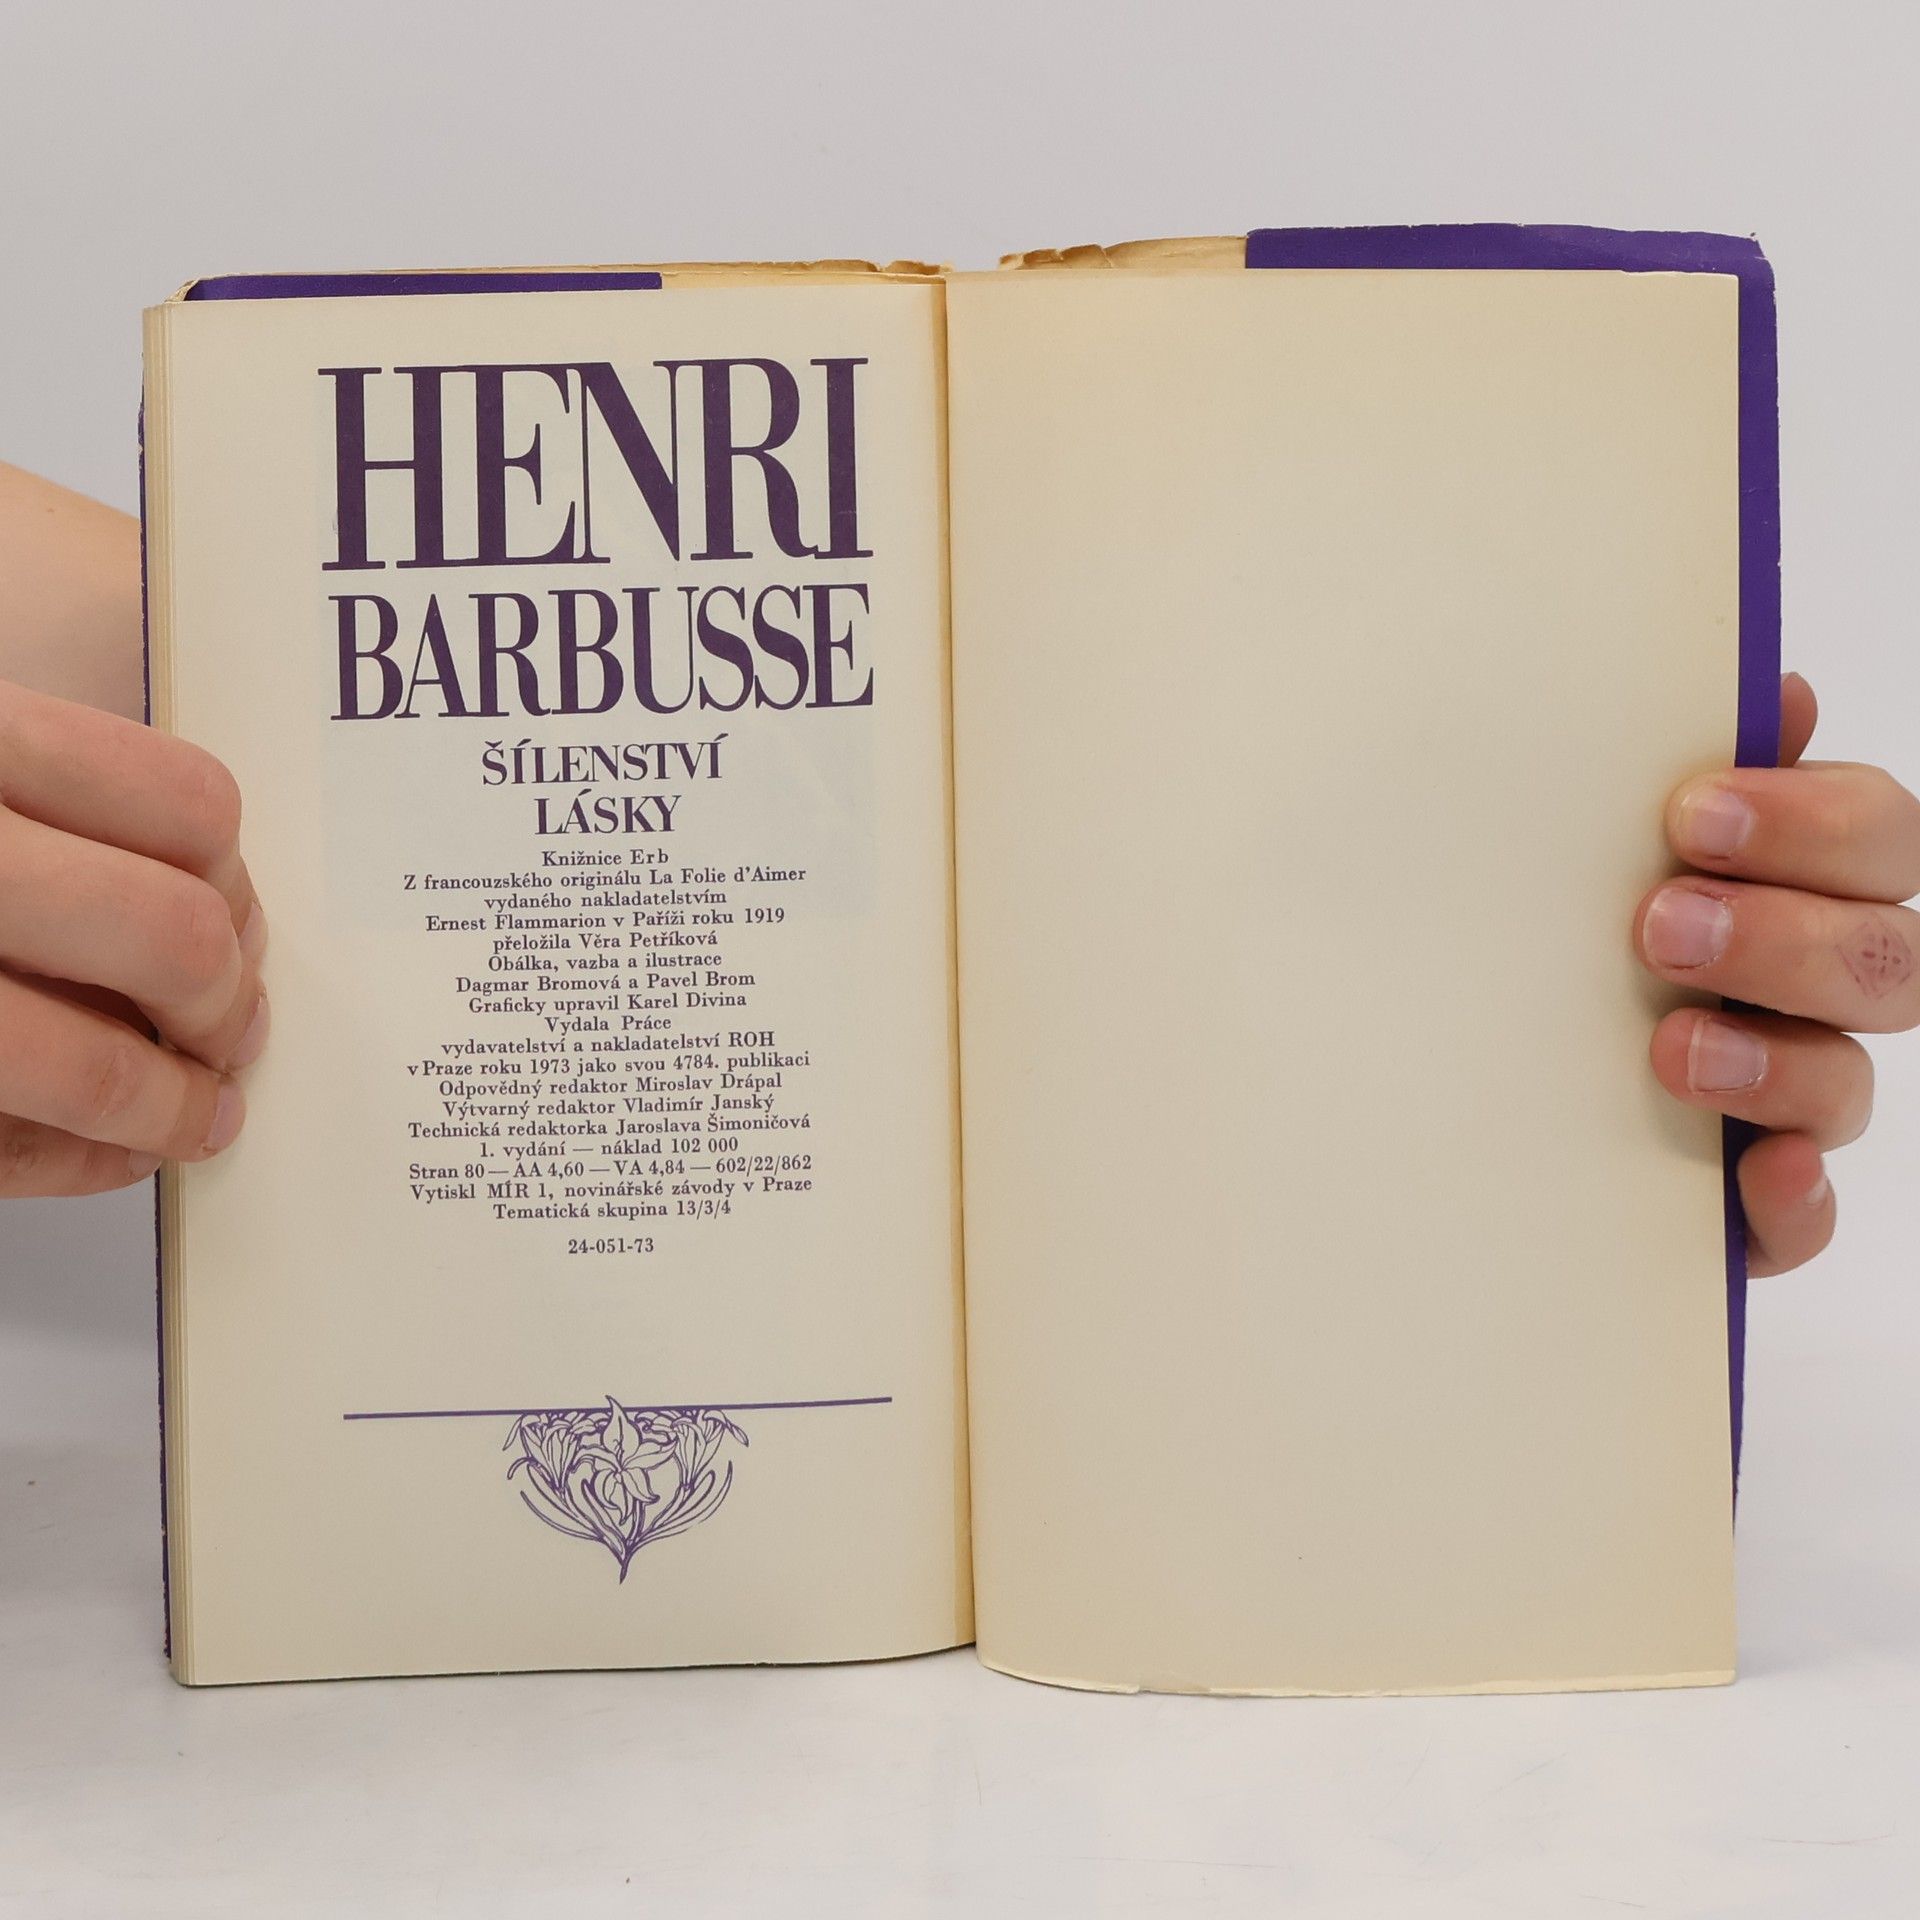 HENRI
BARBUSSE
ŠÍLENSTVÍ
LÁSKY
Knižnice Erb
Z francouzského originálu La Folie d'Aimer
vydaného nakladatelstvím
Ernest Flammarion v Paříži roku 1919
přeložila Věra Petříková
Obálka, vazba a ilustrace
Dagmar Bromová a Pavel Brom
Graficky upravil Karel Divina
Vydala Práce
vydavatelství a nakladatelství ROH
v Praze roku 1973 jako svou 4784. publikaci
Odpovědný redaktor Miroslav Drápal
Výtvarný redaktor Vladimír Janský
Technická redaktorka Jaroslava Šimoničová
1. vydání — náklad 102 000
Stran 80 — AA 4,60 — VA 4,84 — 602/22/862
Vytiskl MÍR 1, novinářské závody v Praze
Tematická skupina 13/3/4
24-051-73